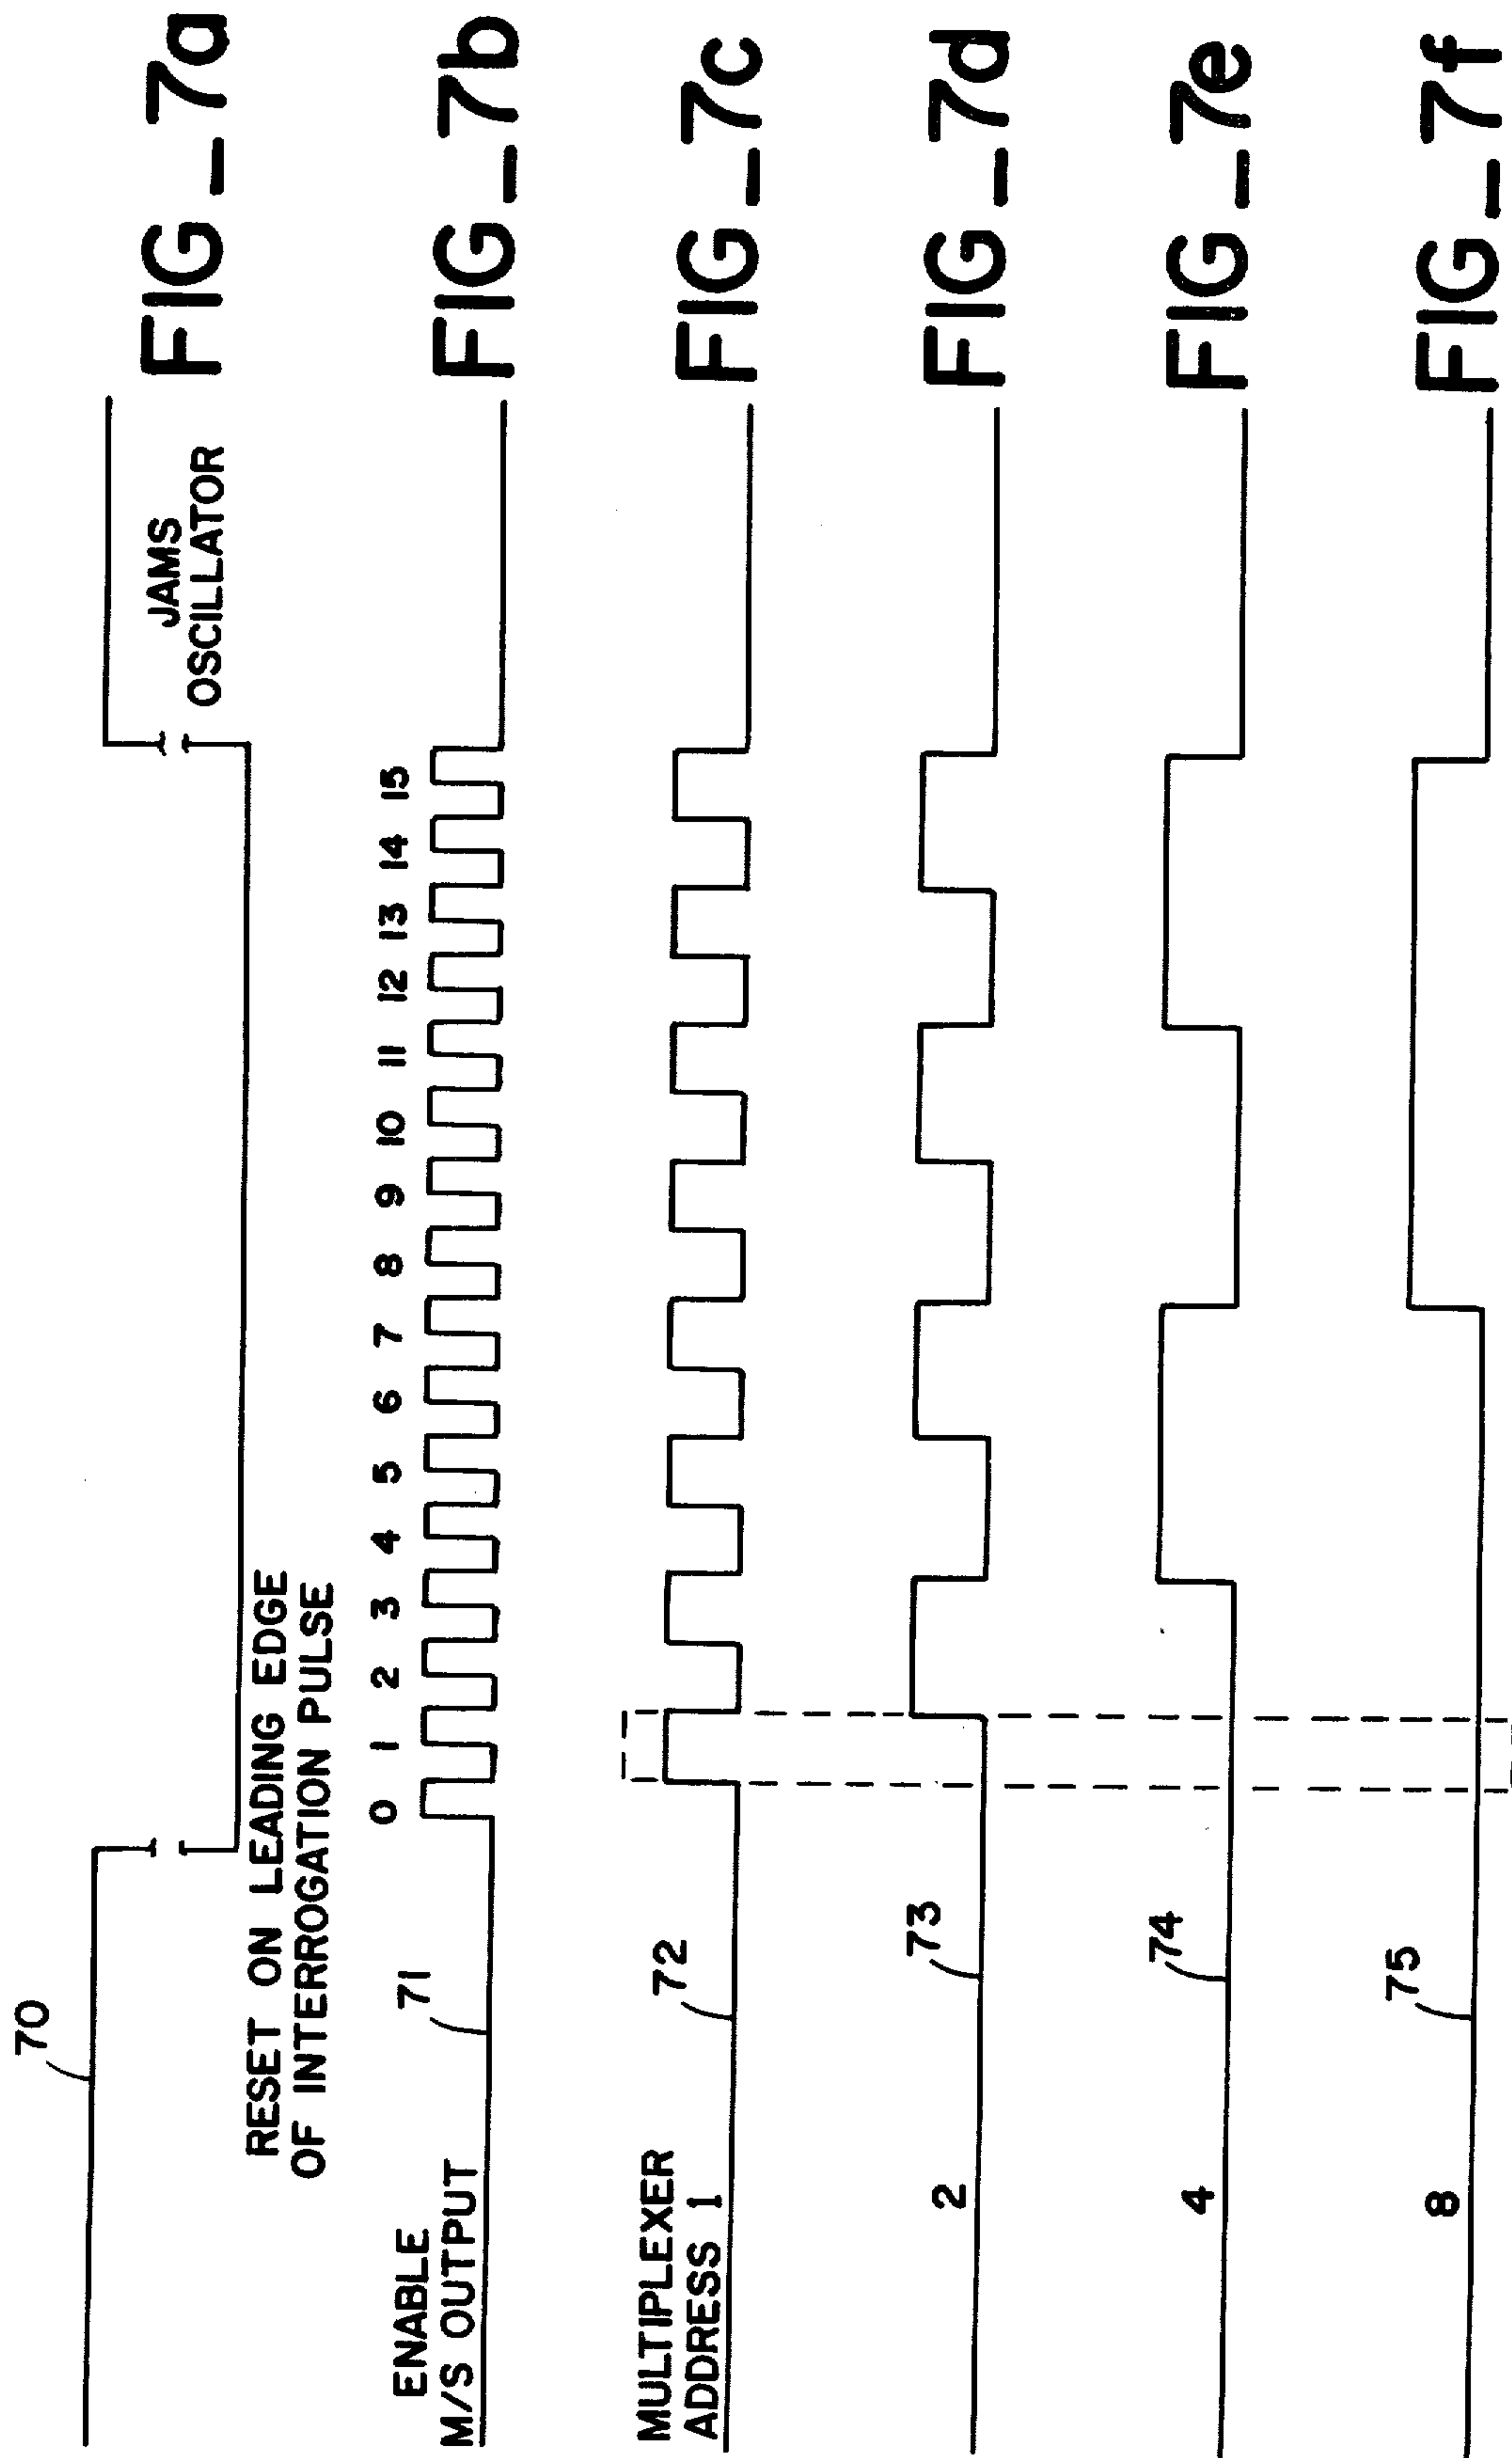 70
RESET ON LEADING EDGE
OF INTERROGATION PULSE
JAMS
OSCILLATOR
FIG_7a
ENABLE
M/S OUTPUT
71
0 1 2 3 4 5 6 7 8 9 10 11 12 13 14 15
FIG_7b
MULTIPLEXER
ADDRESS 1
72
FIG_7c
2
73
FIG_7d
4
74
FIG_7e
8
75
FIG_7f